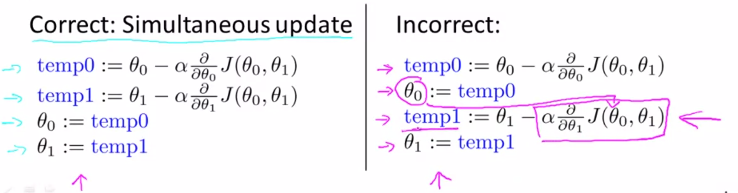 Correct: Simultaneous update
temp0 := θ₀ − α ∂/∂θ₀ J(θ₀, θ₁)
temp1 := θ₁ − α ∂/∂θ₁ J(θ₀, θ₁)
θ₀ := temp0
θ₁ := temp1
Incorrect:
temp0 := θ₀ − α ∂/∂θ₀ J(θ₀, θ₁)
θ₀ := temp0
temp1 := θ₁ − α ∂/∂θ₁ J(θ₀, θ₁)
θ₁ := temp1